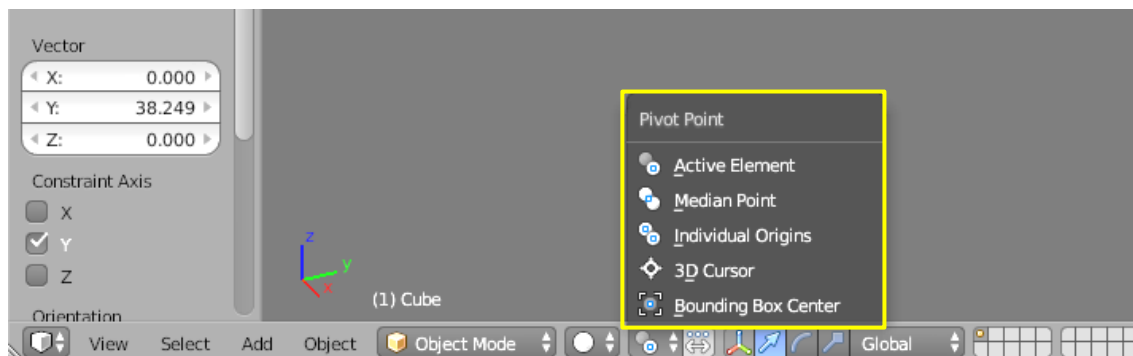 Vector
X: 0.000
Y: 38.249
Z: 0.000
Constraint Axis
X
Y
Z
Orientation
z
y
x
(1) Cube
Pivot Point
Active Element
Median Point
Individual Origins
3D Cursor
Bounding Box Center
View Select Add Object Object Mode Global